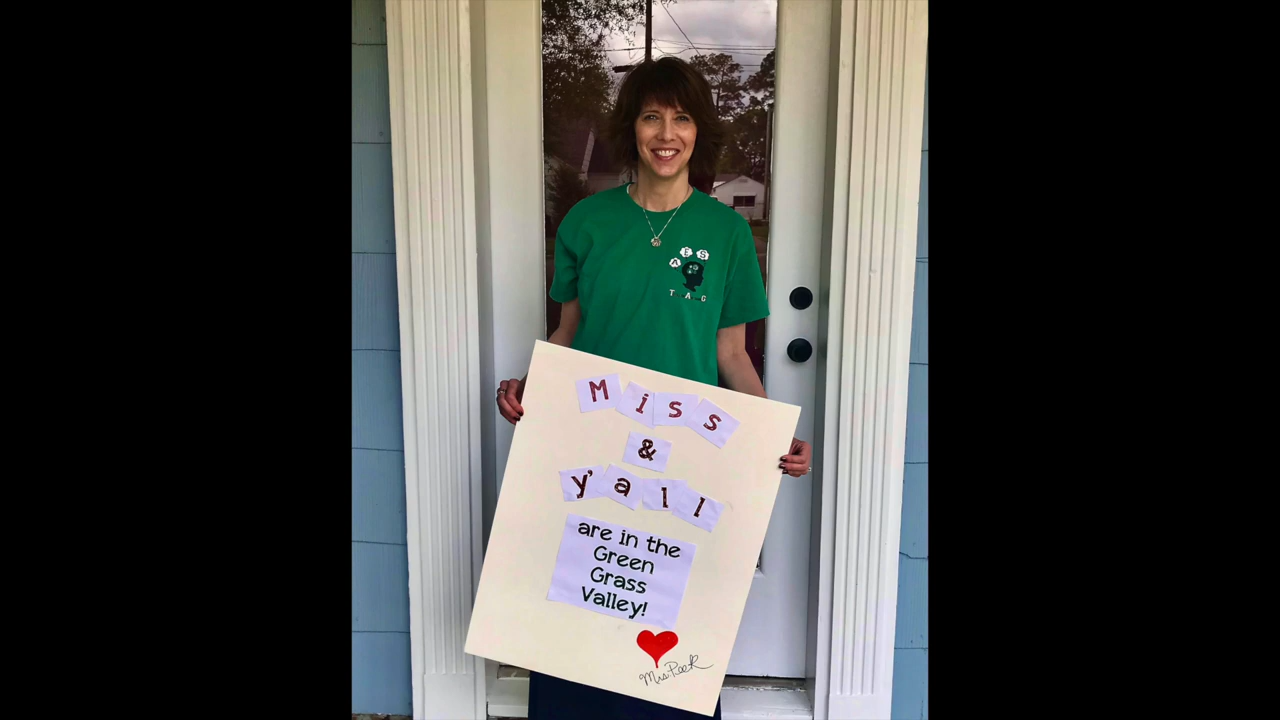 A E S
T A G
Miss
&
y'all
are in the
Green
Grass
Valley!
Mrs. Peek